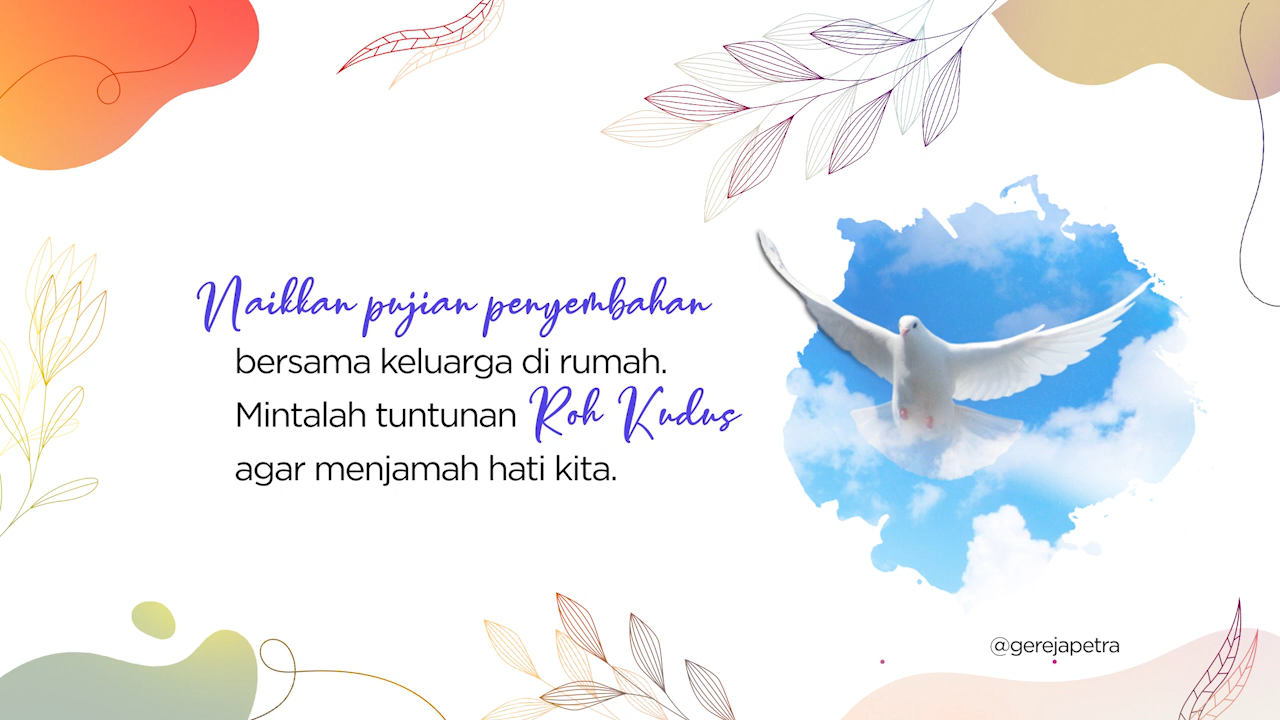 Naikkan pujian penyembahan
bersama keluarga di rumah.
Mintalah tuntunan Roh Kudus
agar menjamah hati kita.
@gerejapetra